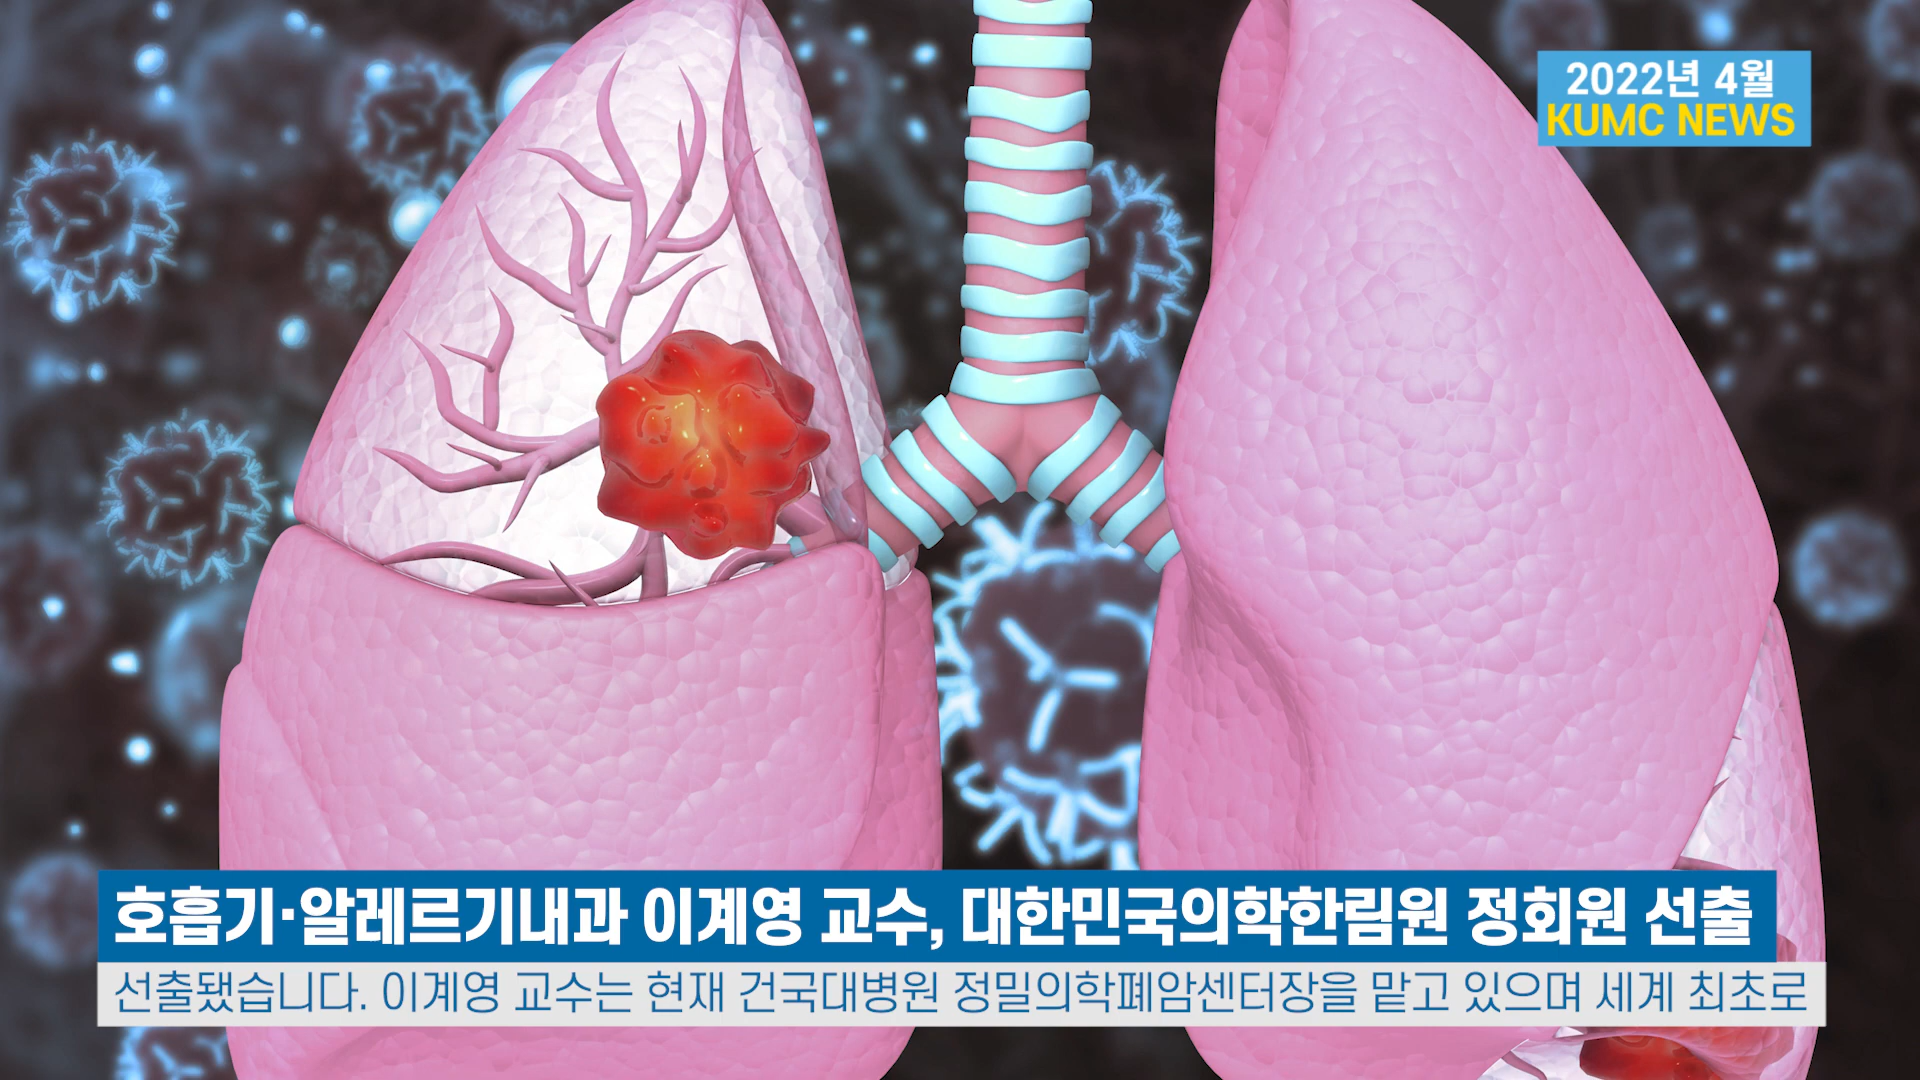 2022년 4월
KUMC NEWS
호흡기·알레르기내과 이계영 교수, 대한민국의학한림원 정회원 선출
선출됐습니다. 이계영 교수는 현재 건국대병원 정밀의학폐암센터장을 맡고 있으며 세계 최초로